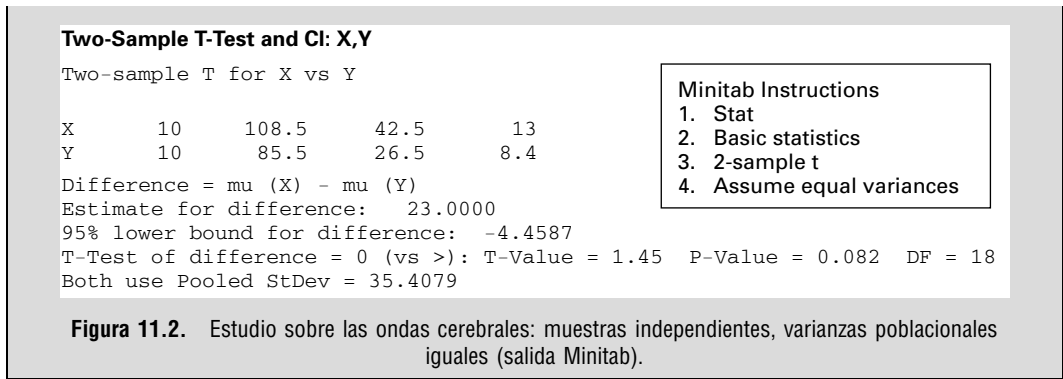 Two-Sample T-Test and CI: X,Y
Two-sample T for X vs Y
X 10 108.5 42.5 13
Y 10 85.5 26.5 8.4
Difference = mu (X) - mu (Y)
Estimate for difference: 23.0000
95% lower bound for difference: -4.4587
T-Test of difference = 0 (vs >): T-Value = 1.45 P-Value = 0.082 DF = 18
Both use Pooled StDev = 35.4079
Minitab Instructions
1. Stat
2. Basic statistics
3. 2-sample t
4. Assume equal variances
Figura 11.2. Estudio sobre las ondas cerebrales: muestras independientes, varianzas poblacionales
iguales (salida Minitab).